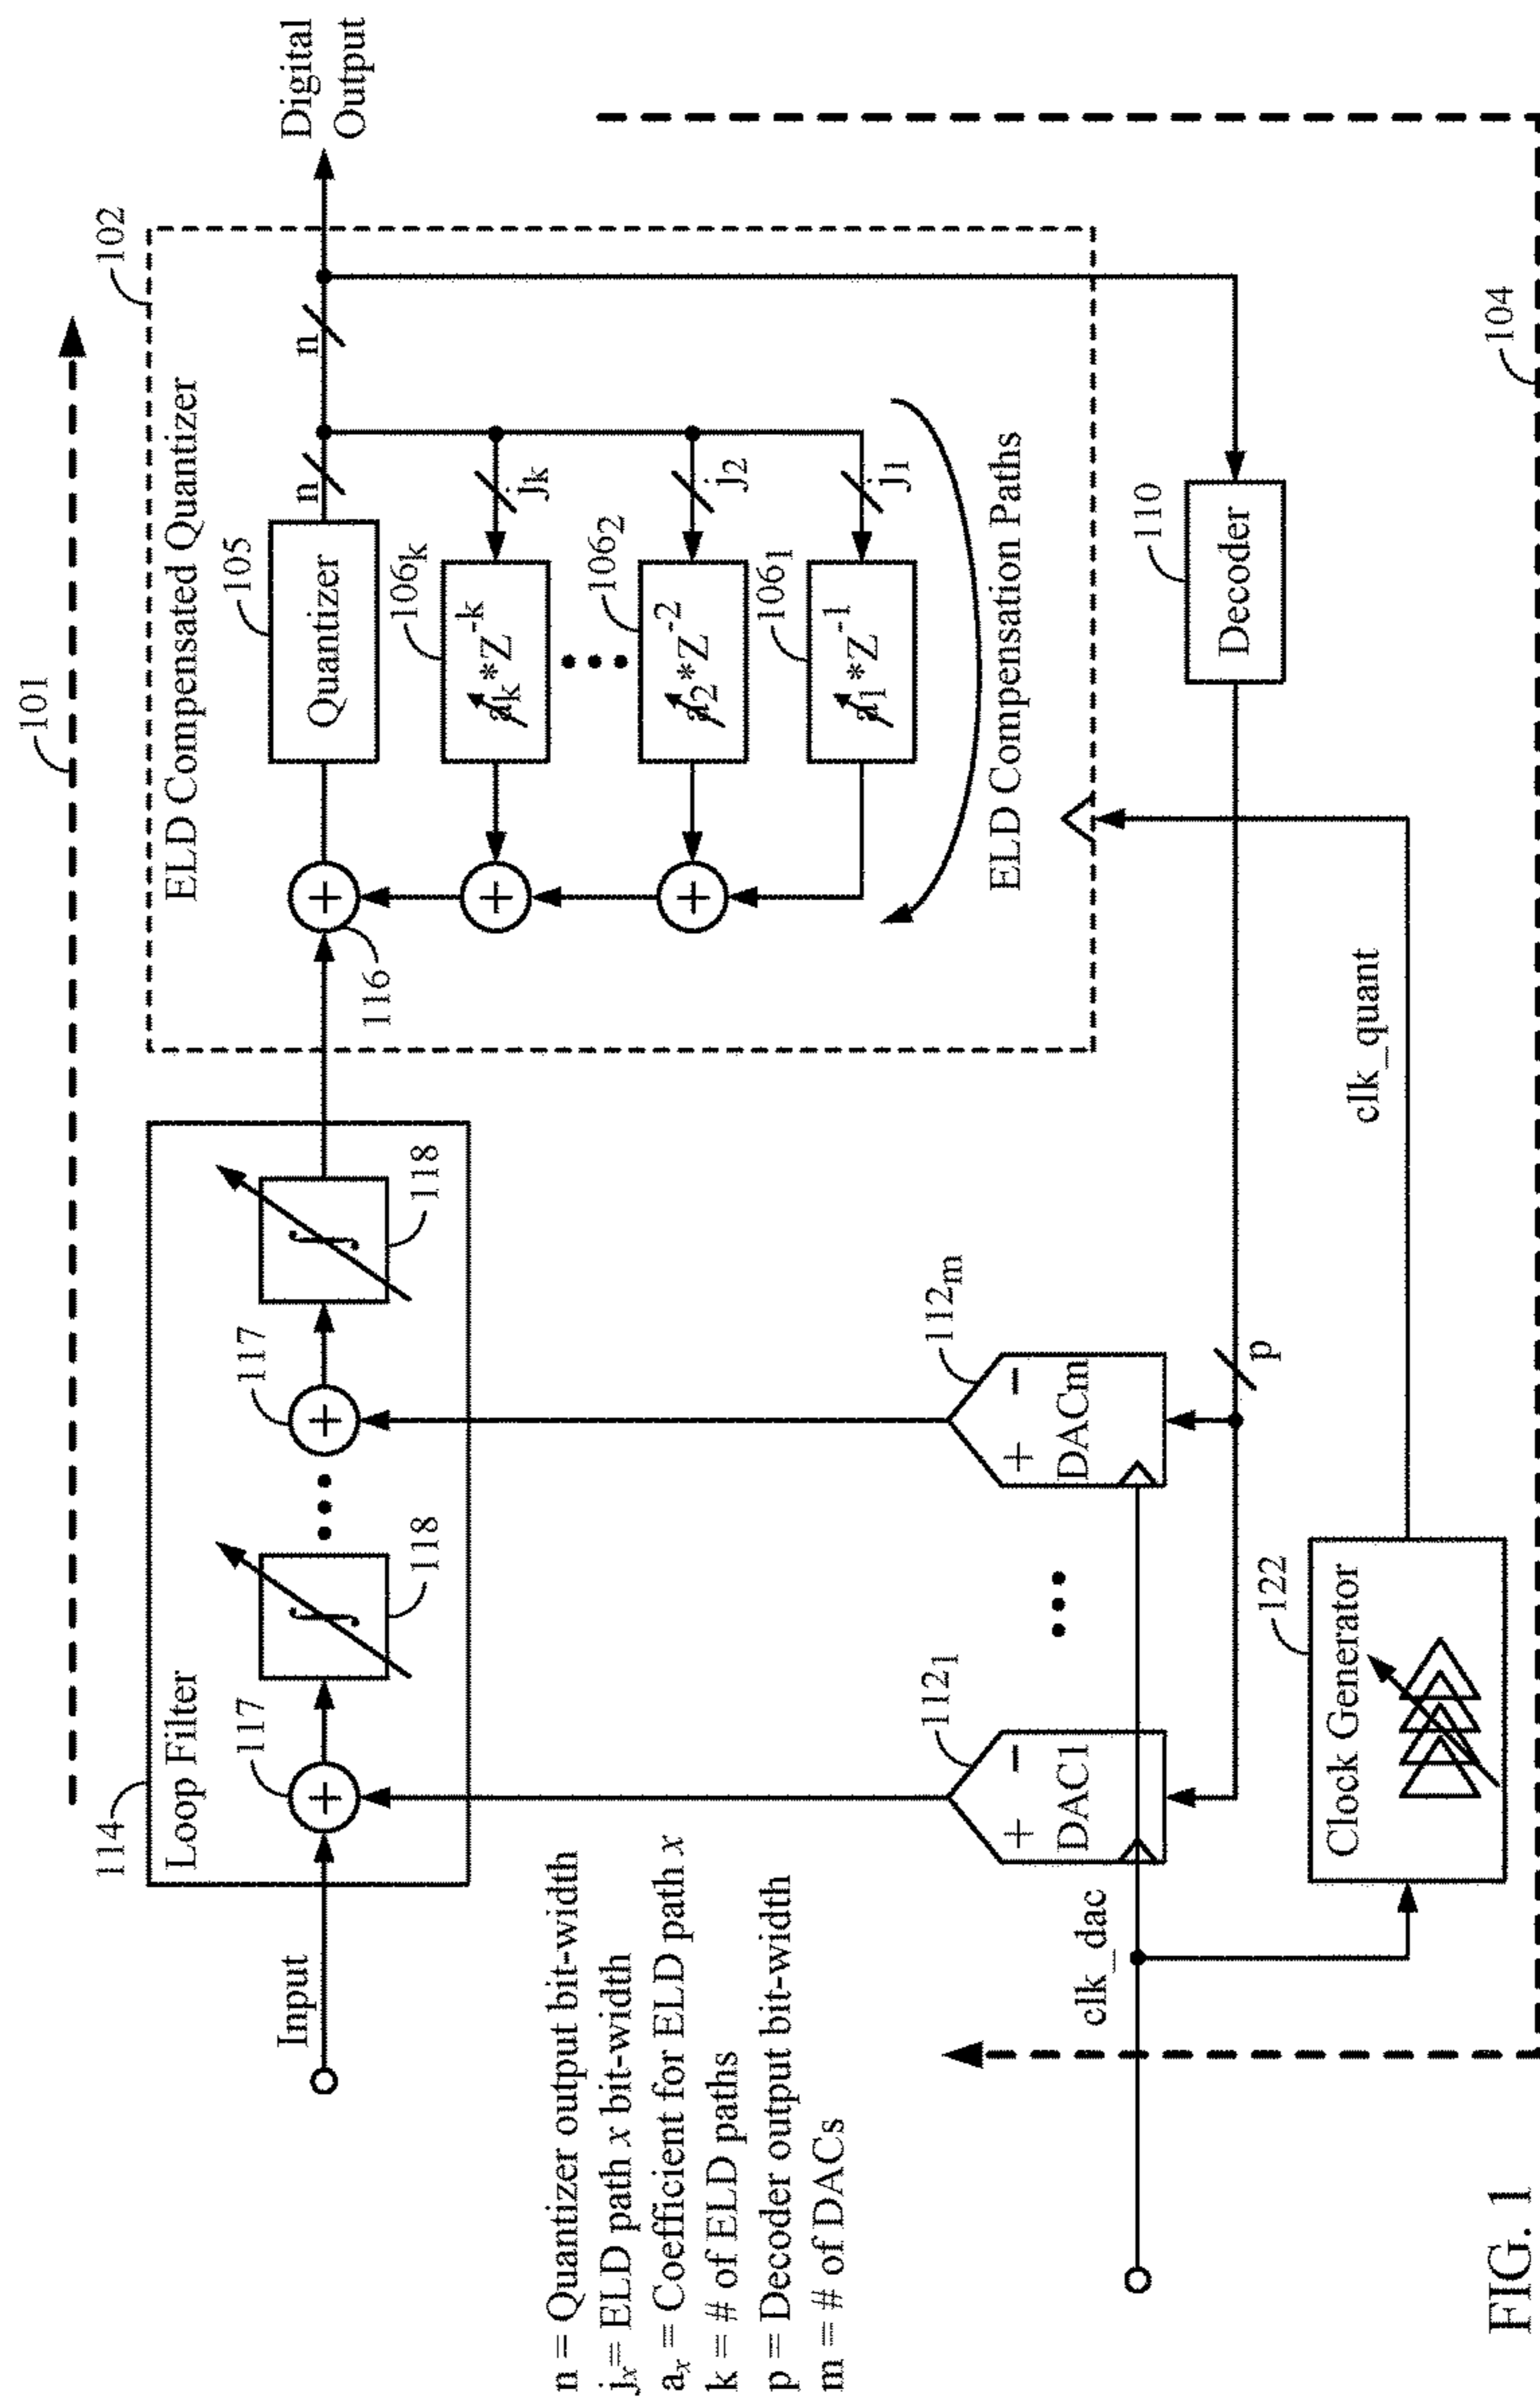 101
114
Loop Filter
Input
117
118
117
118
102
ELD Compensated Quantizer
116
105
Quantizer
n
n
Digital
Output
106k
ak*Z^-k
jk
1062
a2*Z^-2
j2
1061
a1*Z^-1
j1
ELD Compensation Paths
n = Quantizer output bit-width
jx= ELD path x bit-width
ax = Coefficient for ELD path x
k = # of ELD paths
p = Decoder output bit-width
m = # of DACs
1121
+ −
DAC1
112m
+ −
DACm
clk_dac
p
110
Decoder
122
Clock Generator
clk_quant
104
FIG. 1